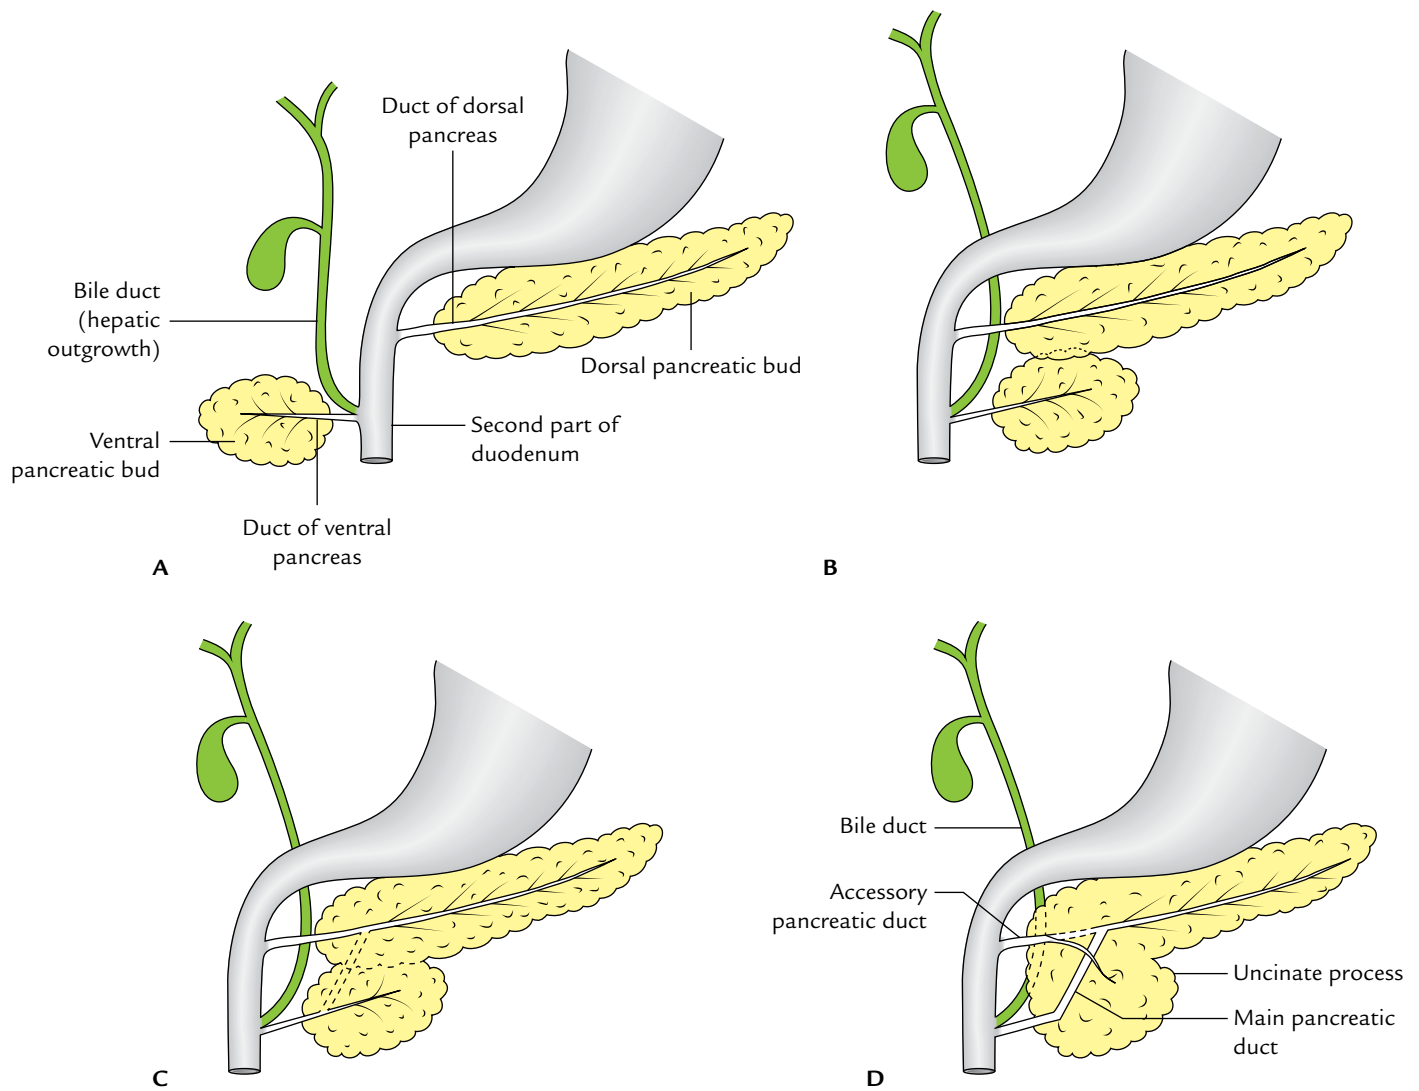 Duct of dorsal
pancreas
Bile duct
(hepatic
outgrowth)
Dorsal pancreatic bud
Ventral
pancreatic bud
Second part of
duodenum
Duct of ventral
pancreas
A
B
Bile duct
Accessory
pancreatic duct
Uncinate process
Main pancreatic
duct
C
D